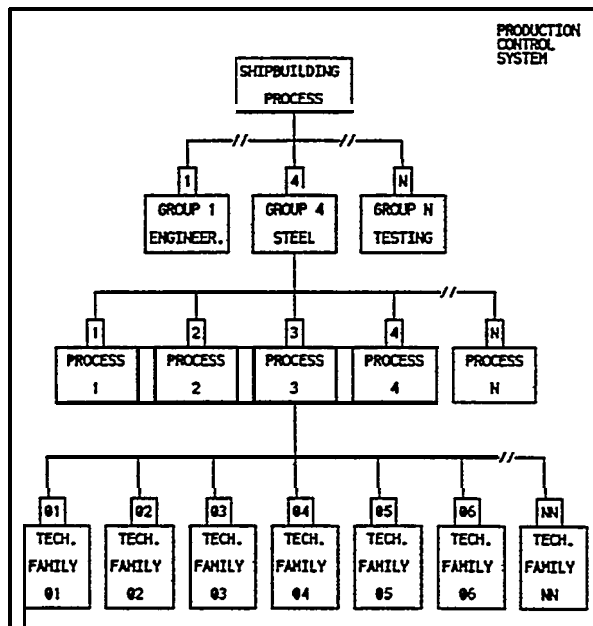 PRODUCTION
CONTROL
SYSTEM
SHIPBUILDING
PROCESS
1 4 N
GROUP 1 GROUP 4 GROUP N
ENGINEER. STEEL TESTING
1 2 3 4 N
PROCESS PROCESS PROCESS PROCESS PROCESS
1 2 3 4 N
01 02 03 04 05 06 NN
TECH. TECH. TECH. TECH. TECH. TECH. TECH.
FAMILY FAMILY FAMILY FAMILY FAMILY FAMILY FAMILY
01 02 03 04 05 06 NN